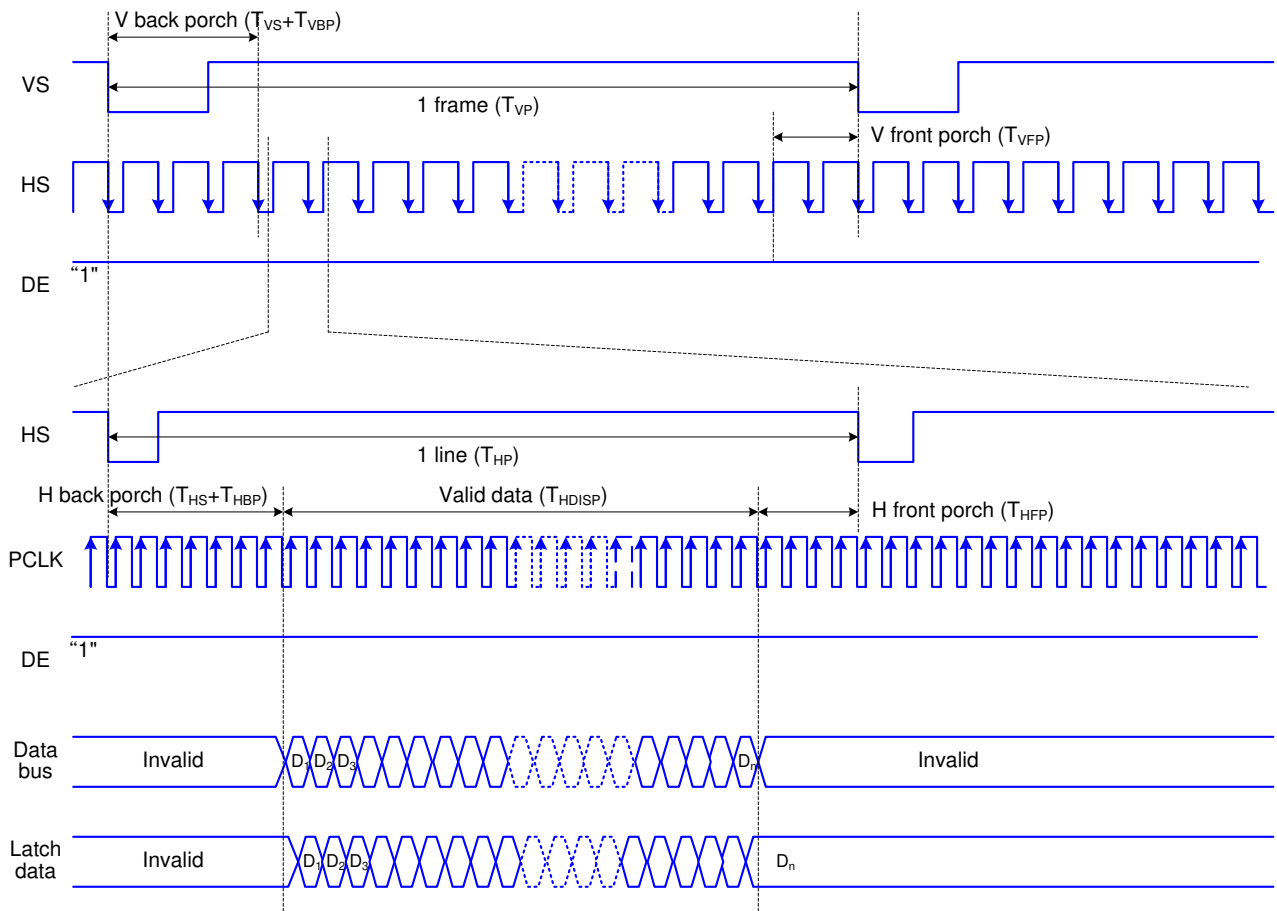 V back porch (TVS+TVBP)
VS
1 frame (TVP)
V front porch (TVFP)
HS
“1"
DE
HS
1 line (THP)
H back porch (THS+THBP)
Valid data (THDISP)
H front porch (THFP)
PCLK
“1"
DE
Data bus
Invalid
D1 D2 D3
Dn
Invalid
Latch data
Invalid
D1 D2 D3
Dn